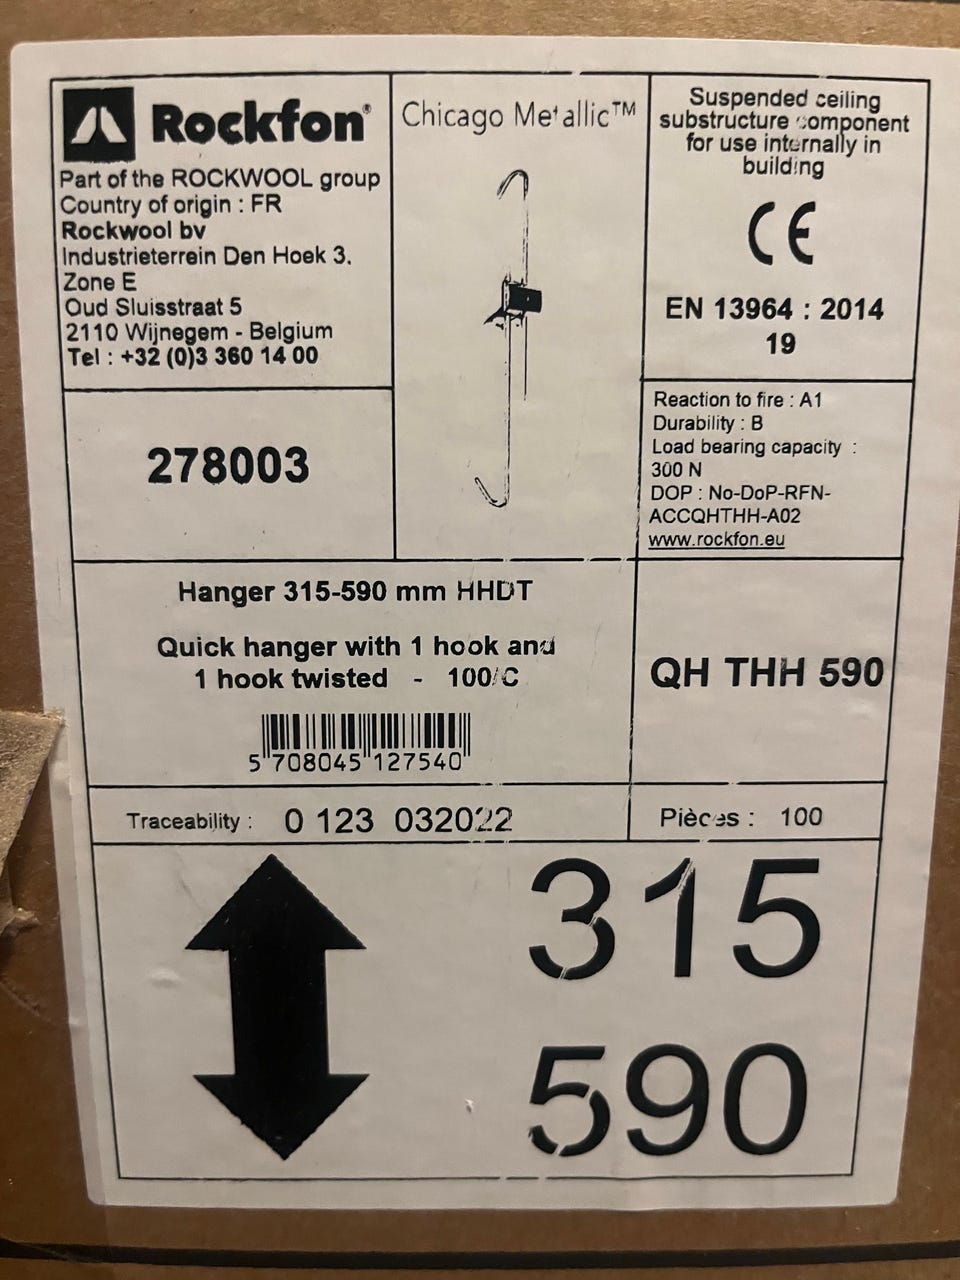 Rockfon®
Part of the ROCKWOOL group
Country of origin : FR
Rockwool bv
Industrieterrein Den Hoek 3.
Zone E
Oud Sluisstraat 5
2110 Wijnegem - Belgium
Tel : +32 (0)3 360 14 00
Chicago Metallic™
Suspended ceiling
substructure component
for use internally in
building
CE
EN 13964 : 2014
19
278003
Reaction to fire : A1
Durability : B
Load bearing capacity :
300 N
DOP : No-DoP-RFN-
ACCQHTHH-A02
www.rockfon.eu
Hanger 315-590 mm HHDT
Quick hanger with 1 hook and
1 hook twisted - 100/C
5 708045 127540
QH THH 590
Traceability : 0 123 032022
Pièces : 100
315
590